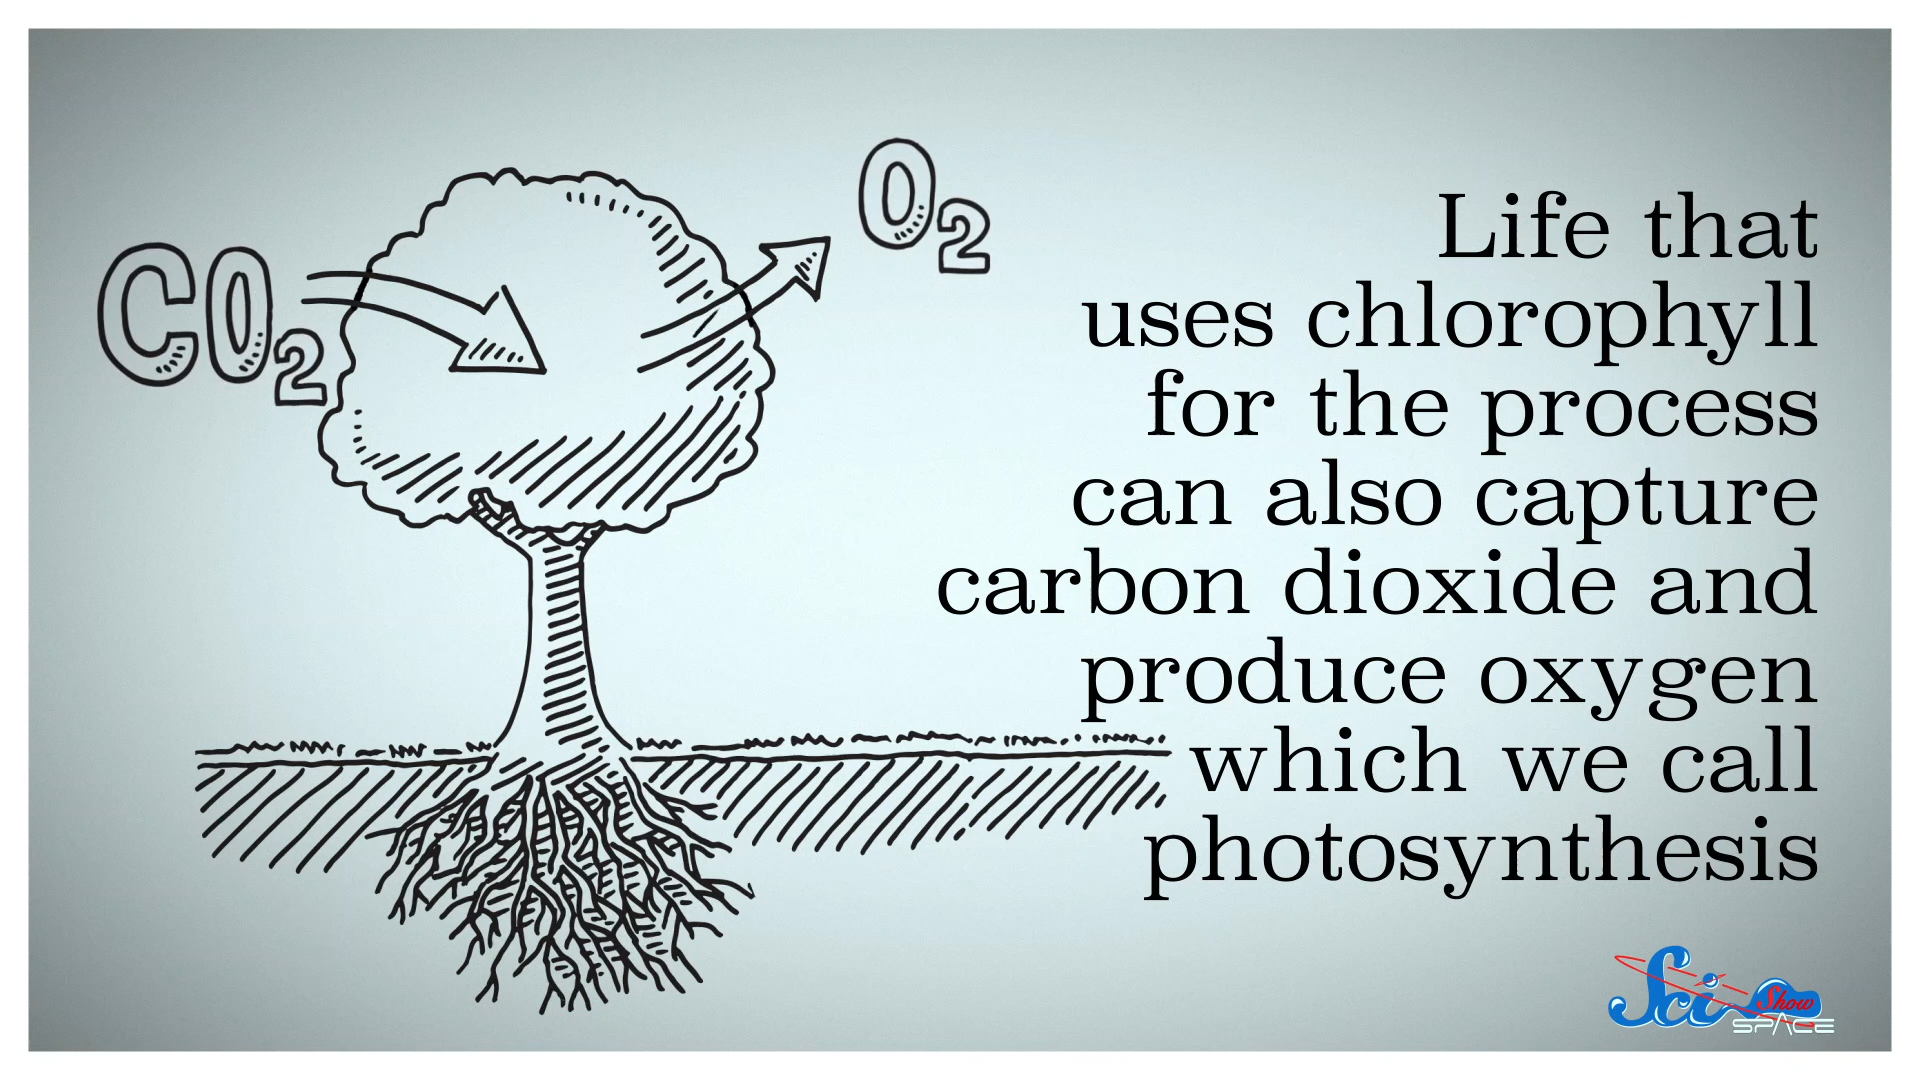 CO2
O2
Life that
uses chlorophyll
for the process
can also capture
carbon dioxide and
produce oxygen
which we call
photosynthesis
Sci
Show
SPACE